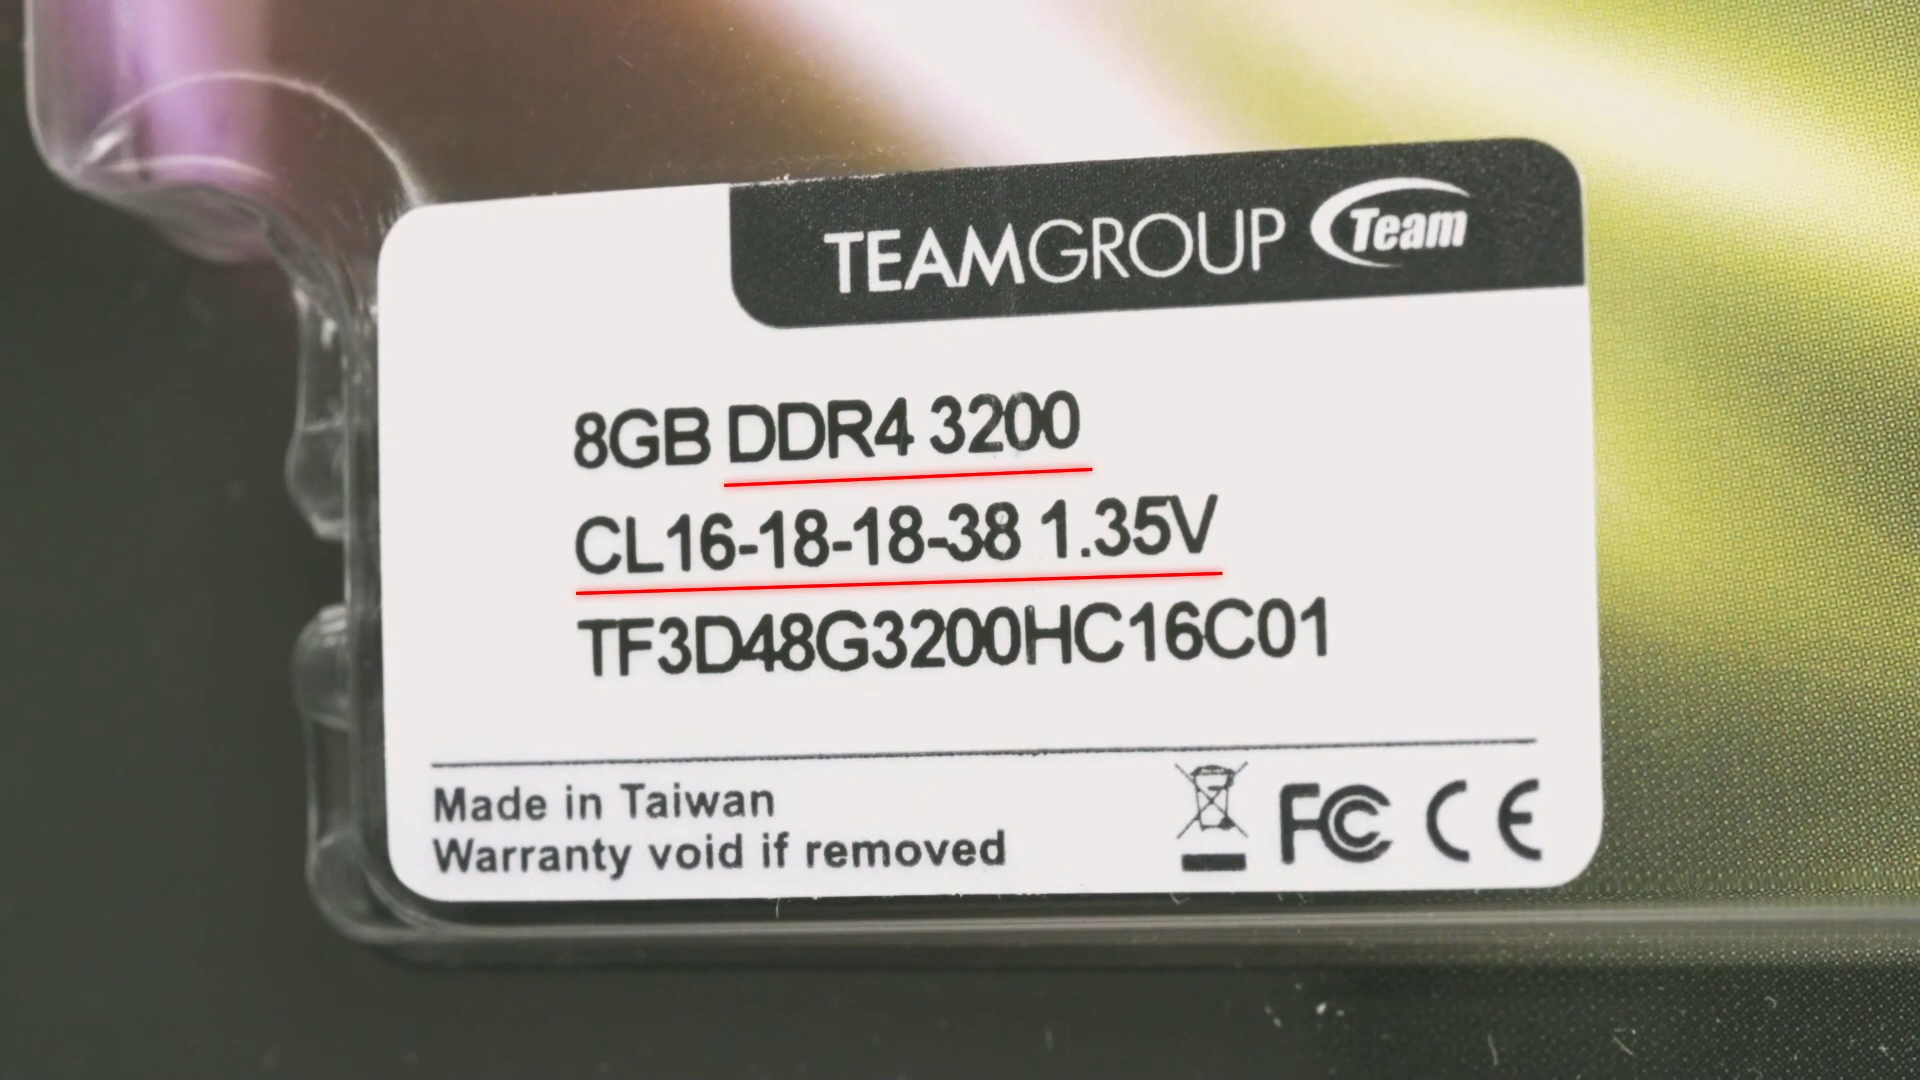 TEAMGROUP Team
8GB DDR4 3200
CL16-18-18-38 1.35V
TF3D48G3200HC16C01
Made in Taiwan
Warranty void if removed
FC CE